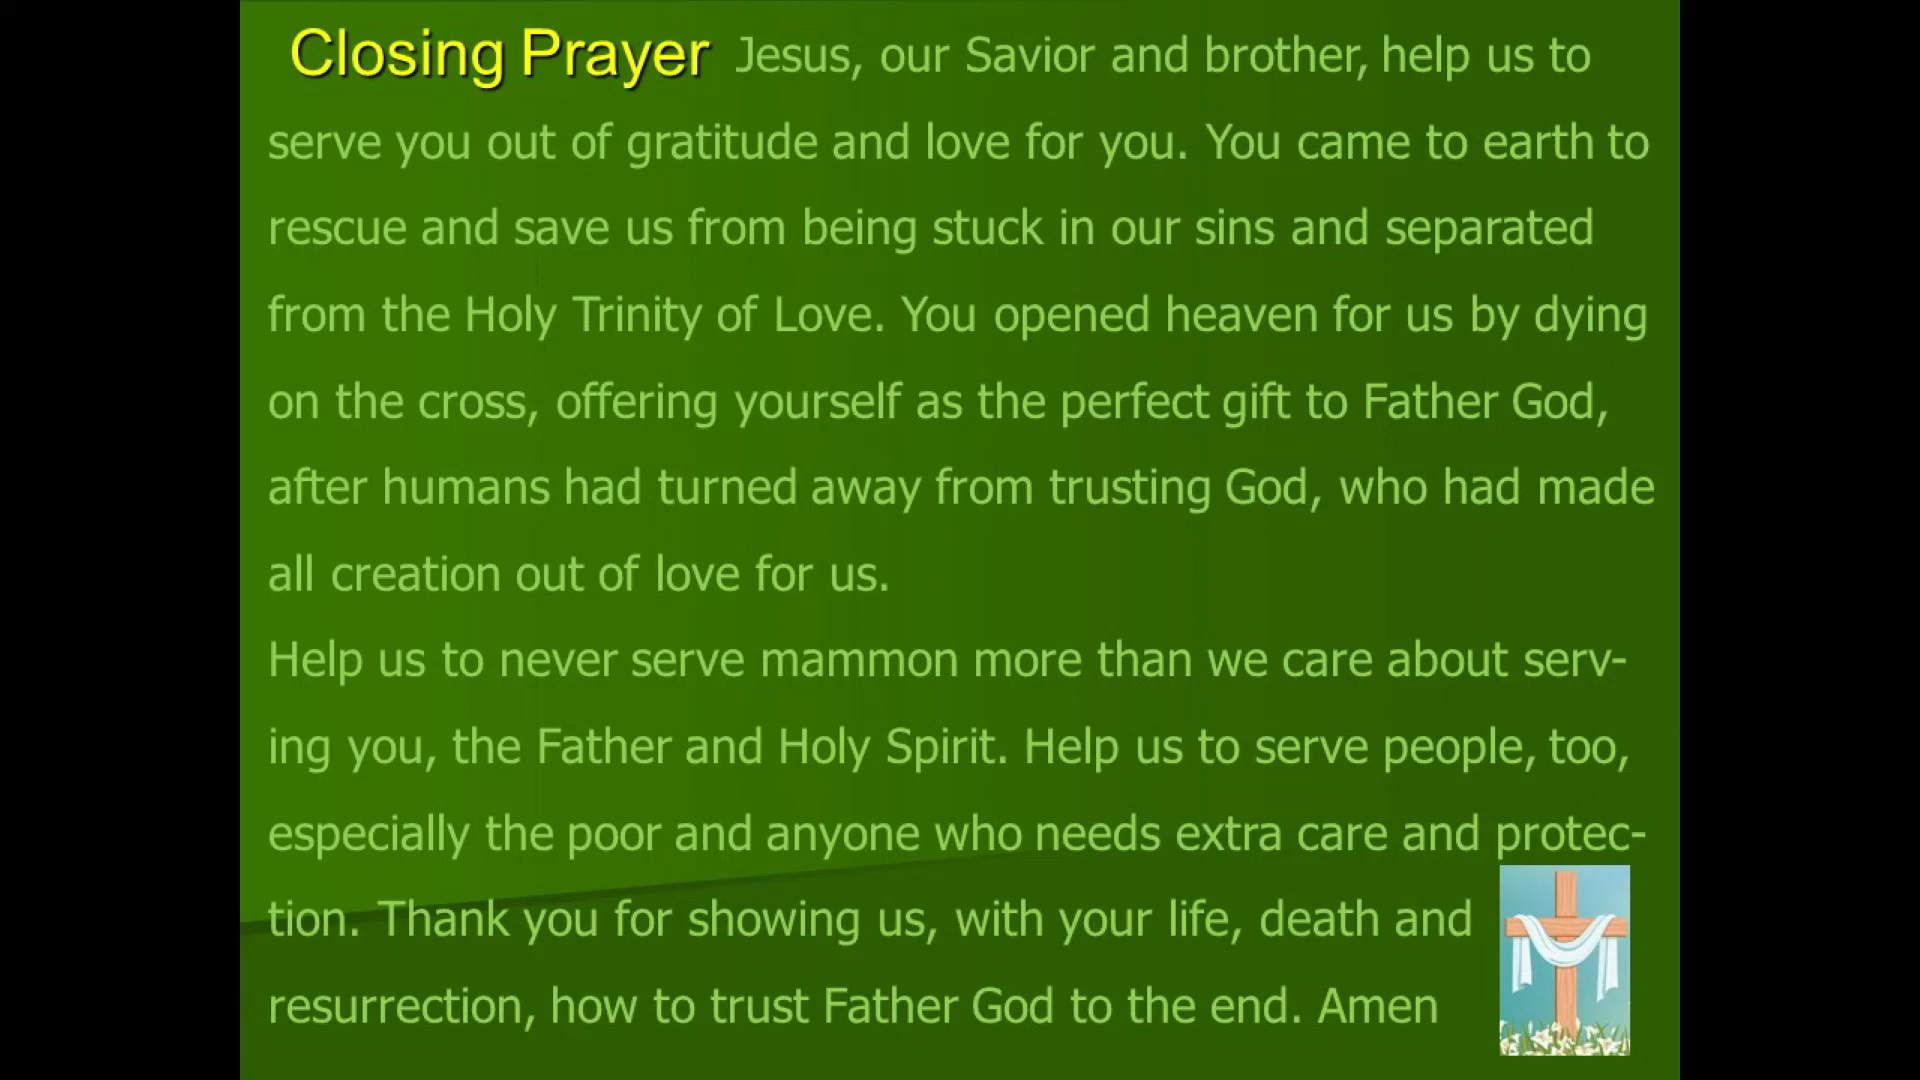 Closing Prayer Jesus, our Savior and brother, help us to
serve you out of gratitude and love for you. You came to earth to
rescue and save us from being stuck in our sins and separated
from the Holy Trinity of Love. You opened heaven for us by dying
on the cross, offering yourself as the perfect gift to Father God,
after humans had turned away from trusting God, who had made
all creation out of love for us.
Help us to never serve mammon more than we care about serv-
ing you, the Father and Holy Spirit. Help us to serve people, too,
especially the poor and anyone who needs extra care and protec-
tion. Thank you for showing us, with your life, death and
resurrection, how to trust Father God to the end. Amen